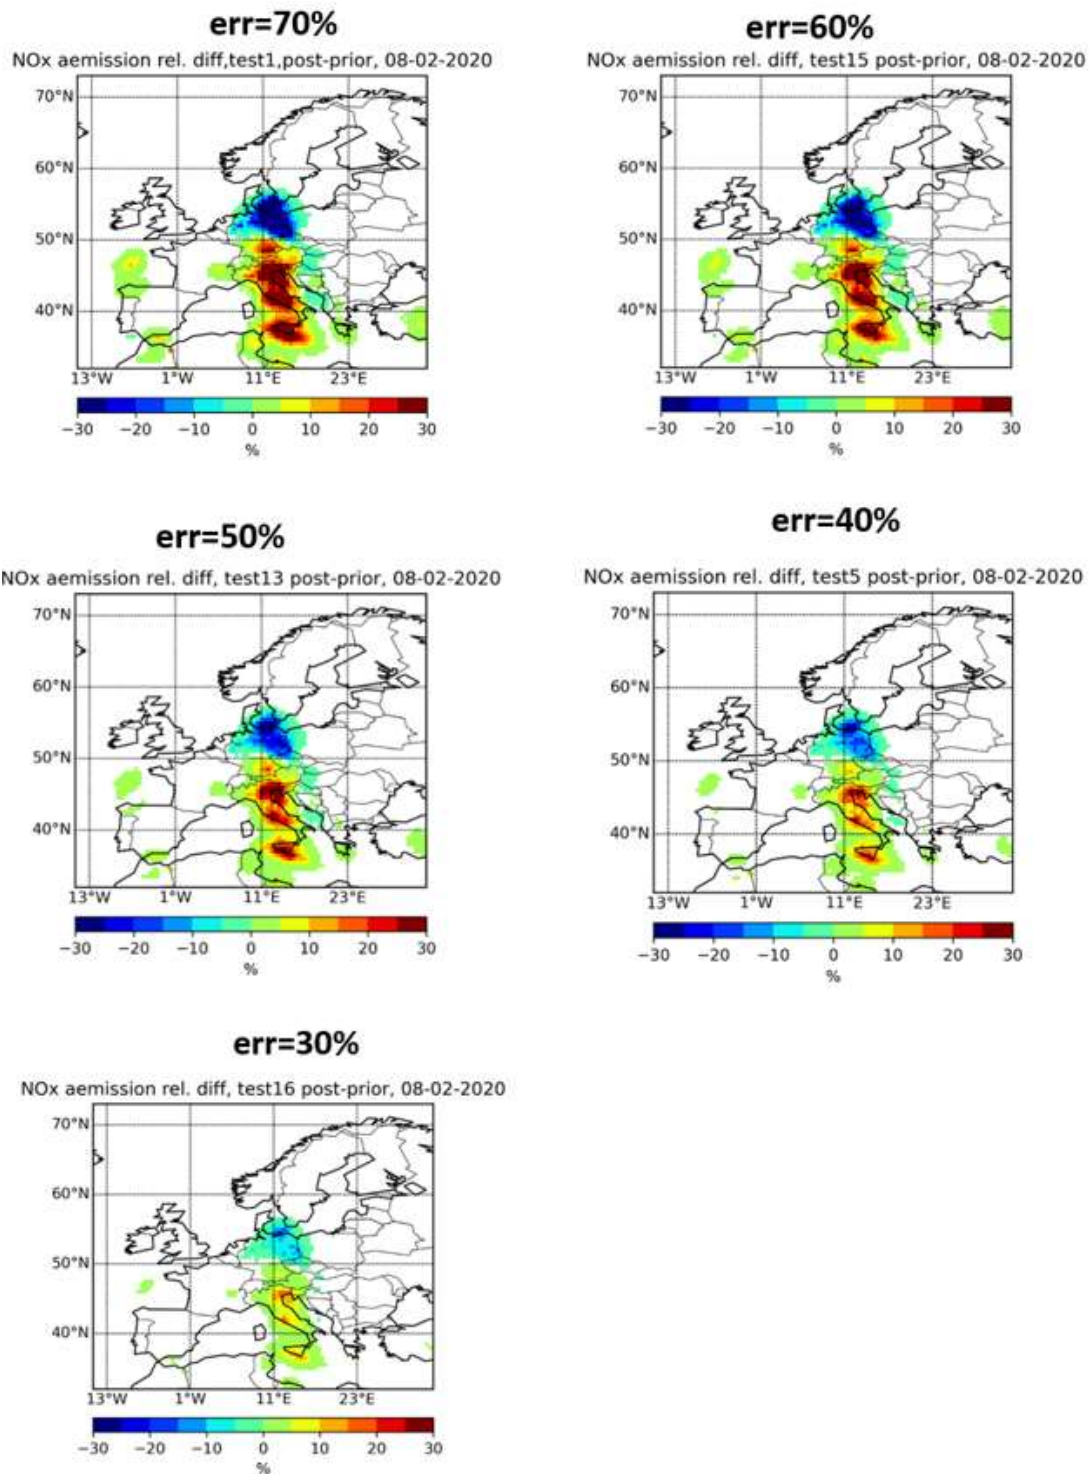 err=70%
NOx aemission rel. diff,test1,post-prior, 08-02-2020
70°N
60°N
50°N
40°N
13°W 1°W 11°E 23°E
−30 −20 −10 0 10 20 30
%
err=60%
NOx aemission rel. diff, test15 post-prior, 08-02-2020
70°N
60°N
50°N
40°N
13°W 1°W 11°E 23°E
−30 −20 −10 0 10 20 30
%
err=50%
NOx aemission rel. diff, test13 post-prior, 08-02-2020
70°N
60°N
50°N
40°N
13°W 1°W 11°E 23°E
−30 −20 −10 0 10 20 30
%
err=40%
NOx aemission rel. diff, test5 post-prior, 08-02-2020
70°N
60°N
50°N
40°N
13°W 1°W 11°E 23°E
−30 −20 −10 0 10 20 30
%
err=30%
NOx aemission rel. diff, test16 post-prior, 08-02-2020
70°N
60°N
50°N
40°N
13°W 1°W 11°E 23°E
−30 −20 −10 0 10 20 30
%